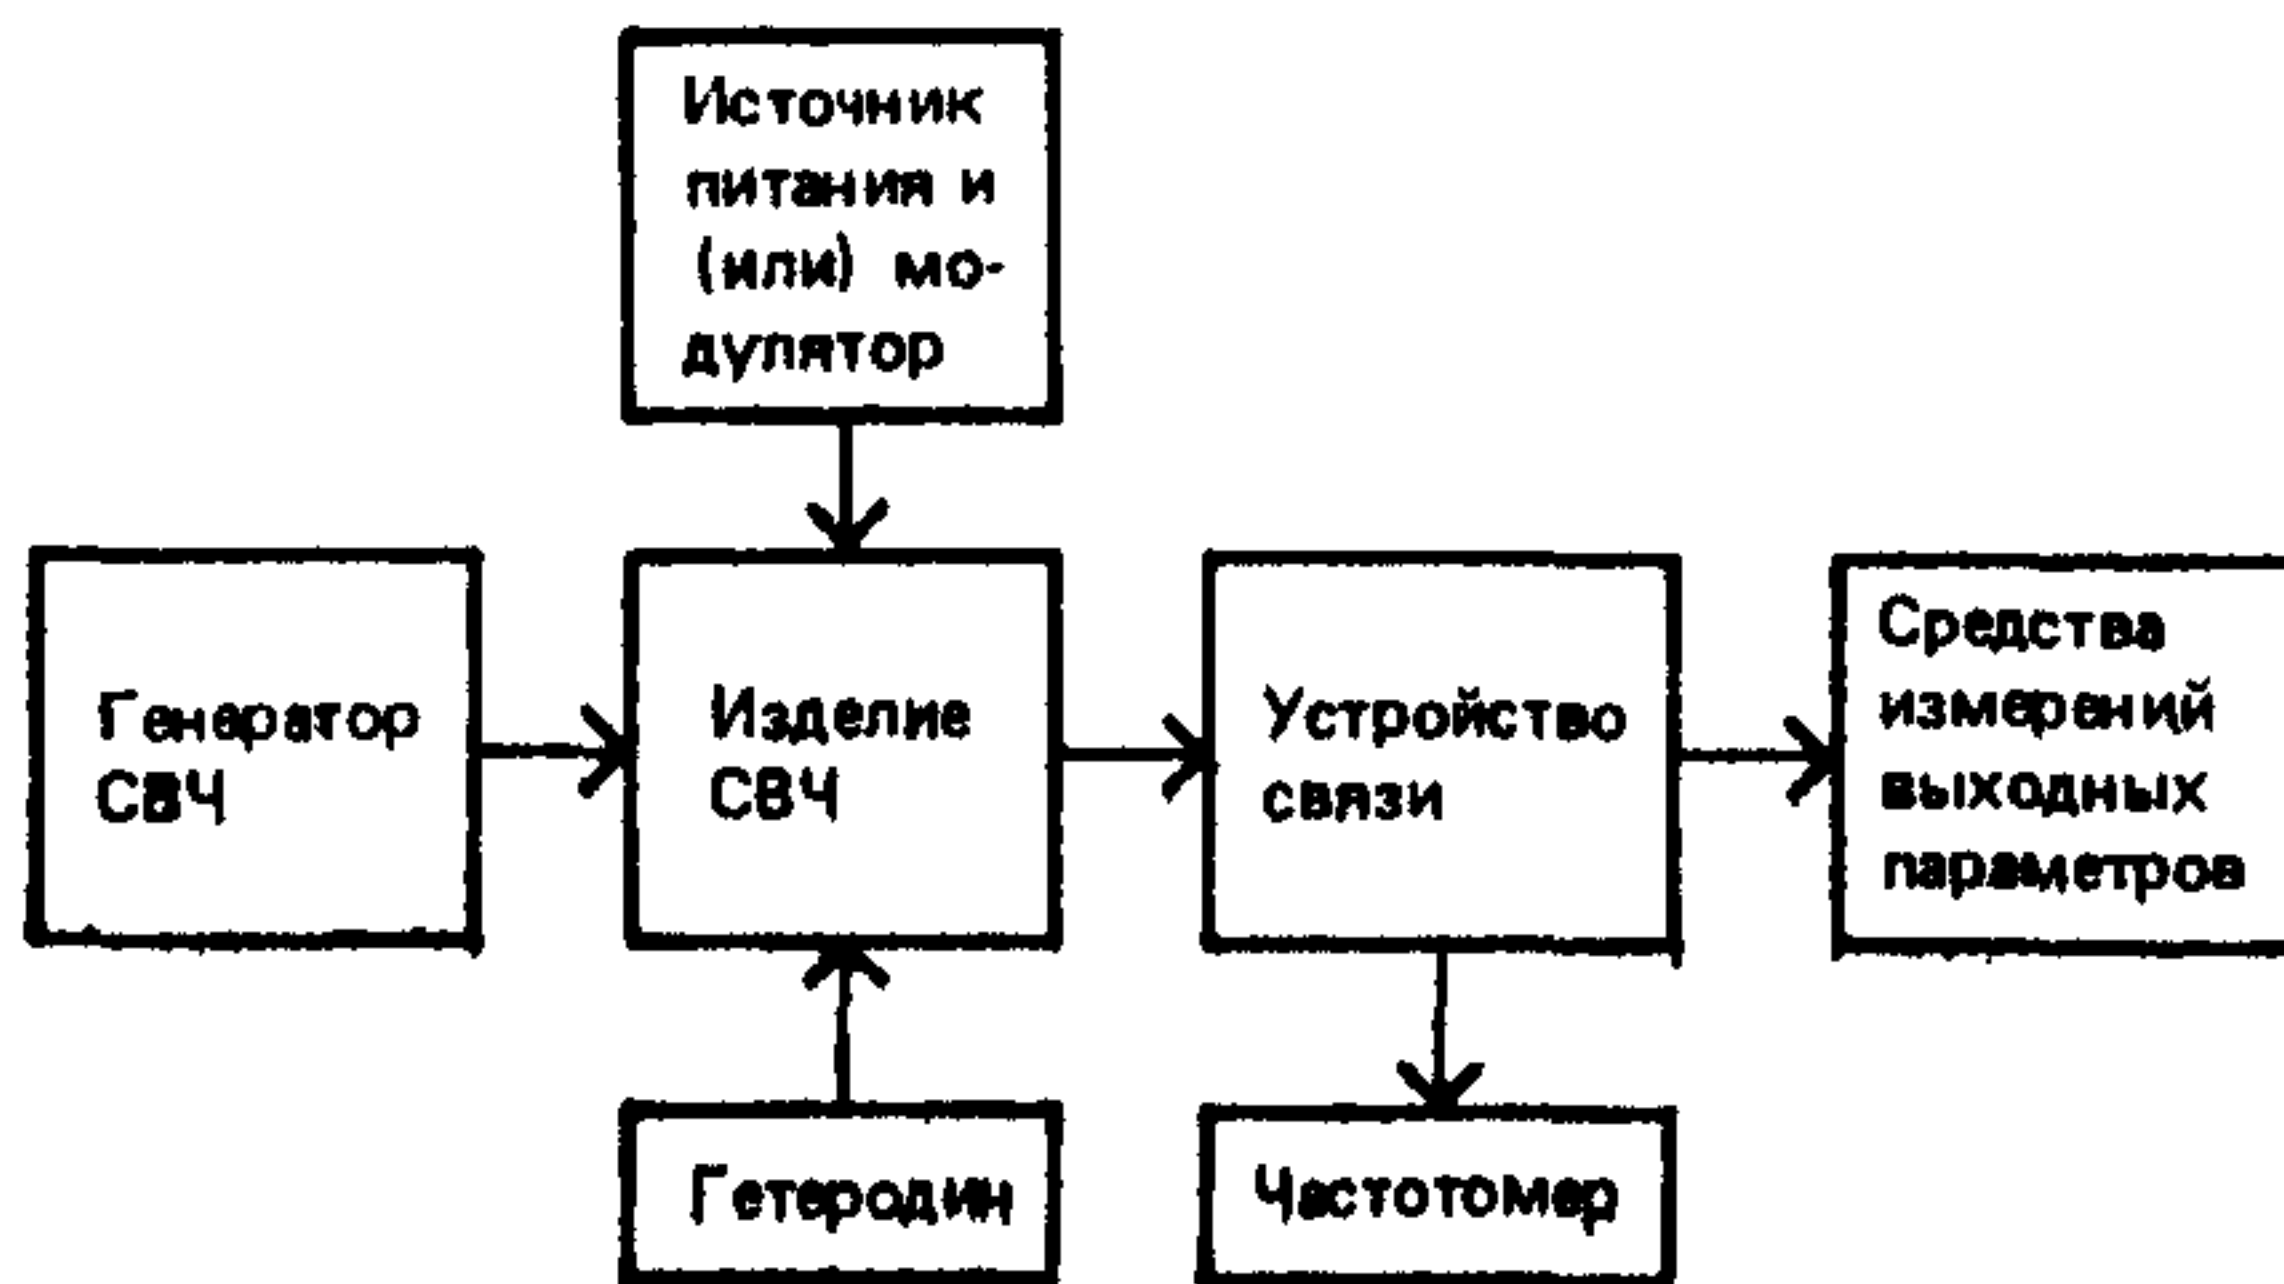 Источник
питания и
(или) мо-
дулятор
Генератор
СВЧ
Изделие
СВЧ
Устройство
связи
Средства
измерений
выходных
параметров
Гетеродин
Частотомер